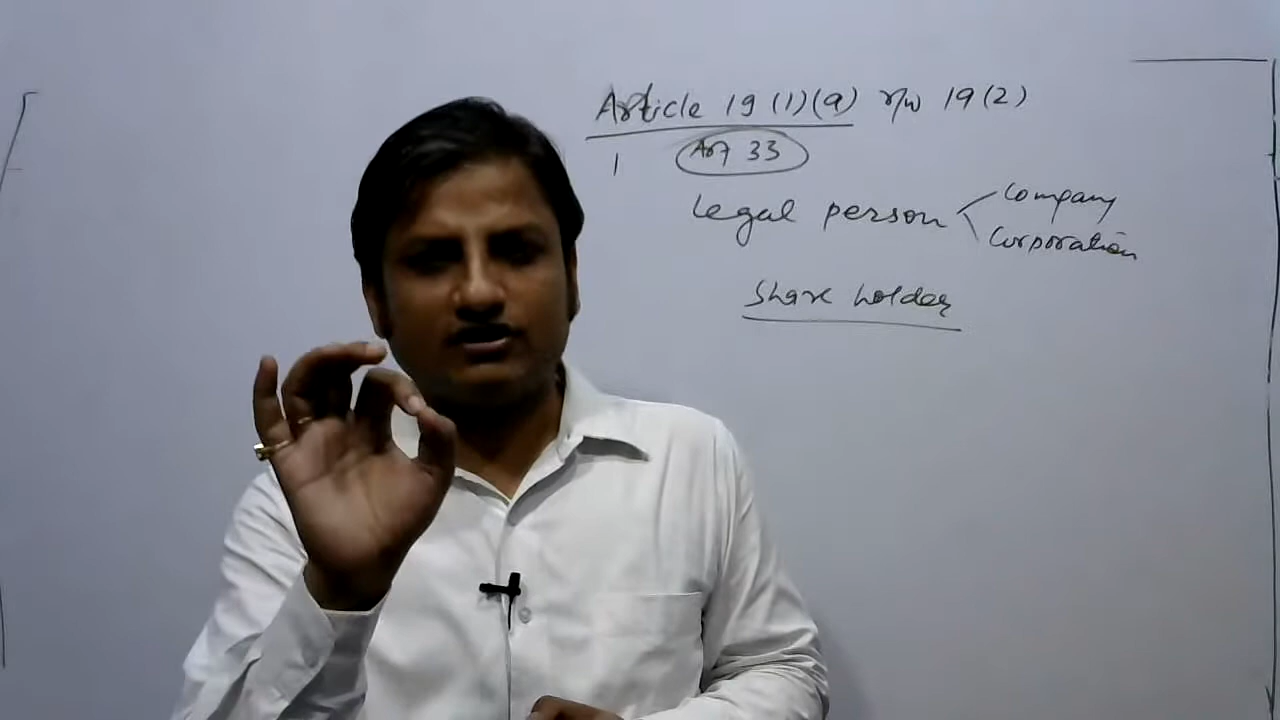 Article 19 (1)(a) r/w 19 (2)
1 Art 33
Legal person
Company
Corporation
Share holder